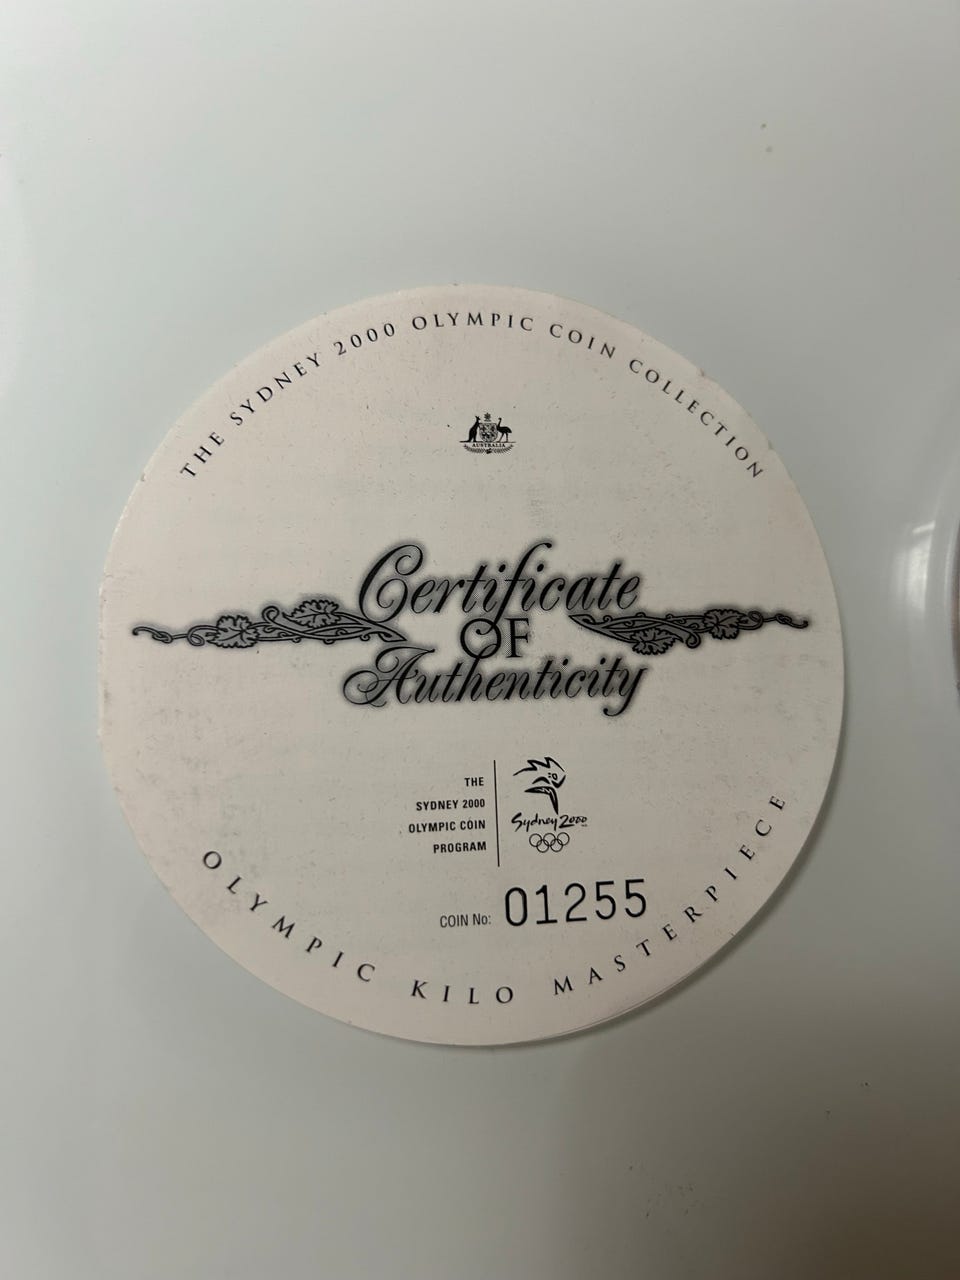 THE SYDNEY 2000 OLYMPIC COIN COLLECTION
AUSTRALIA
Certificate
OF
Authenticity
THE
SYDNEY 2000
OLYMPIC COIN
PROGRAM
Sydney 2000
COIN No: 01255
OLYMPIC KILO MASTERPIECE